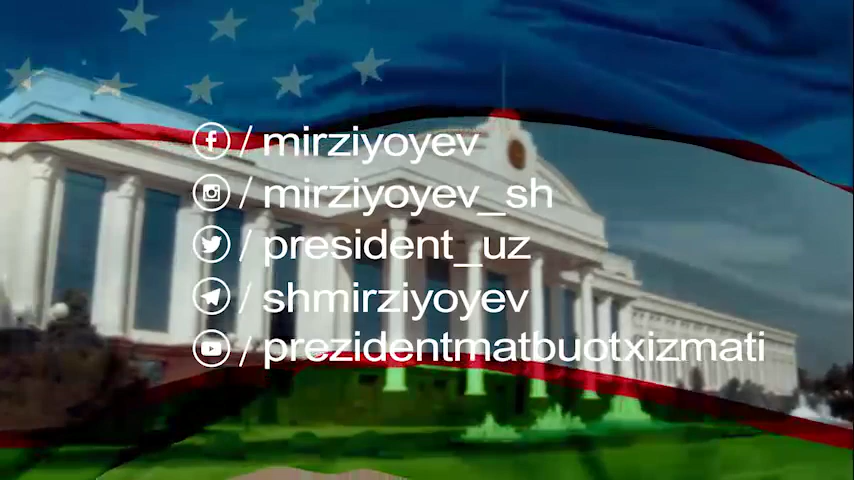 / mirziyoyev
/ mirziyoyev_sh
/ president_uz
/ shmirziyoyev
/ prezidentmatbuotxizmati